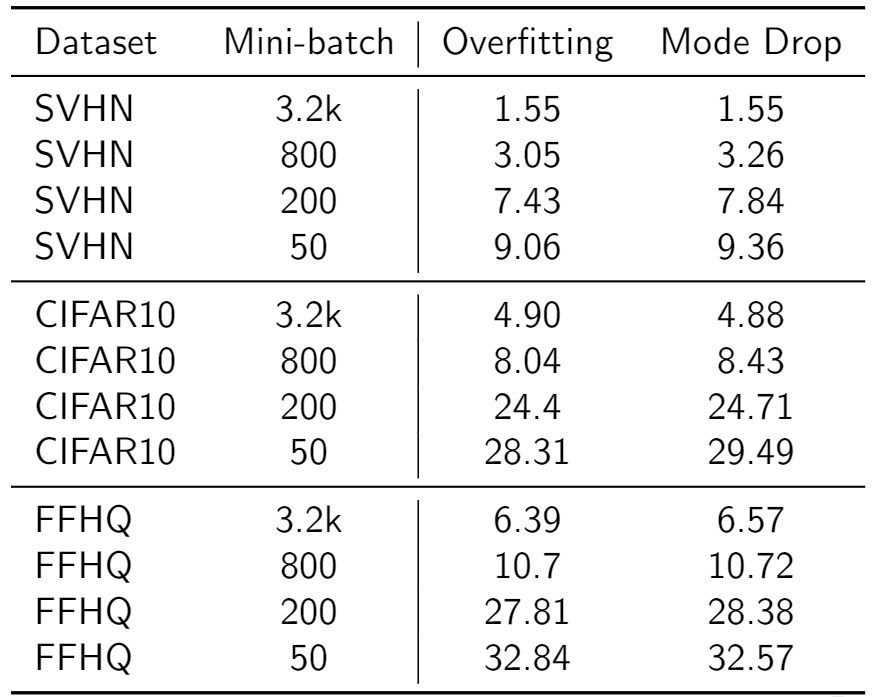 Dataset Mini-batch Overfitting Mode Drop
SVHN 3.2k 1.55 1.55
SVHN 800 3.05 3.26
SVHN 200 7.43 7.84
SVHN 50 9.06 9.36
CIFAR10 3.2k 4.90 4.88
CIFAR10 800 8.04 8.43
CIFAR10 200 24.4 24.71
CIFAR10 50 28.31 29.49
FFHQ 3.2k 6.39 6.57
FFHQ 800 10.7 10.72
FFHQ 200 27.81 28.38
FFHQ 50 32.84 32.57